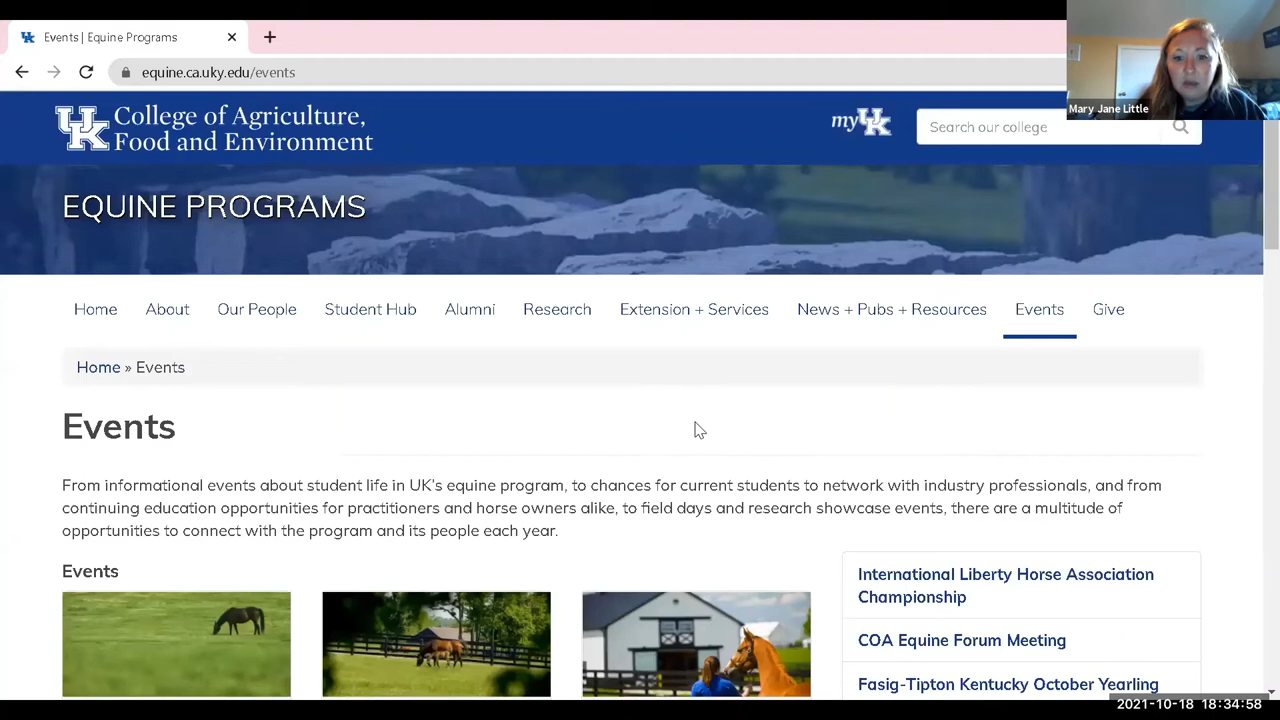 Events | Equine Programs
equine.ca.uky.edu/events
Mary Jane Little
UK College of Agriculture,
Food and Environment
myUK
Search our college
EQUINE PROGRAMS
Home About Our People Student Hub Alumni Research Extension + Services News + Pubs + Resources Events Give
Home » Events
Events
From informational events about student life in UK's equine program, to chances for current students to network with industry professionals, and from
continuing education opportunities for practitioners and horse owners alike, to field days and research showcase events, there are a multitude of
opportunities to connect with the program and its people each year.
Events
International Liberty Horse Association
Championship
COA Equine Forum Meeting
Fasig-Tipton Kentucky October Yearling
2021-10-18 18:34:58